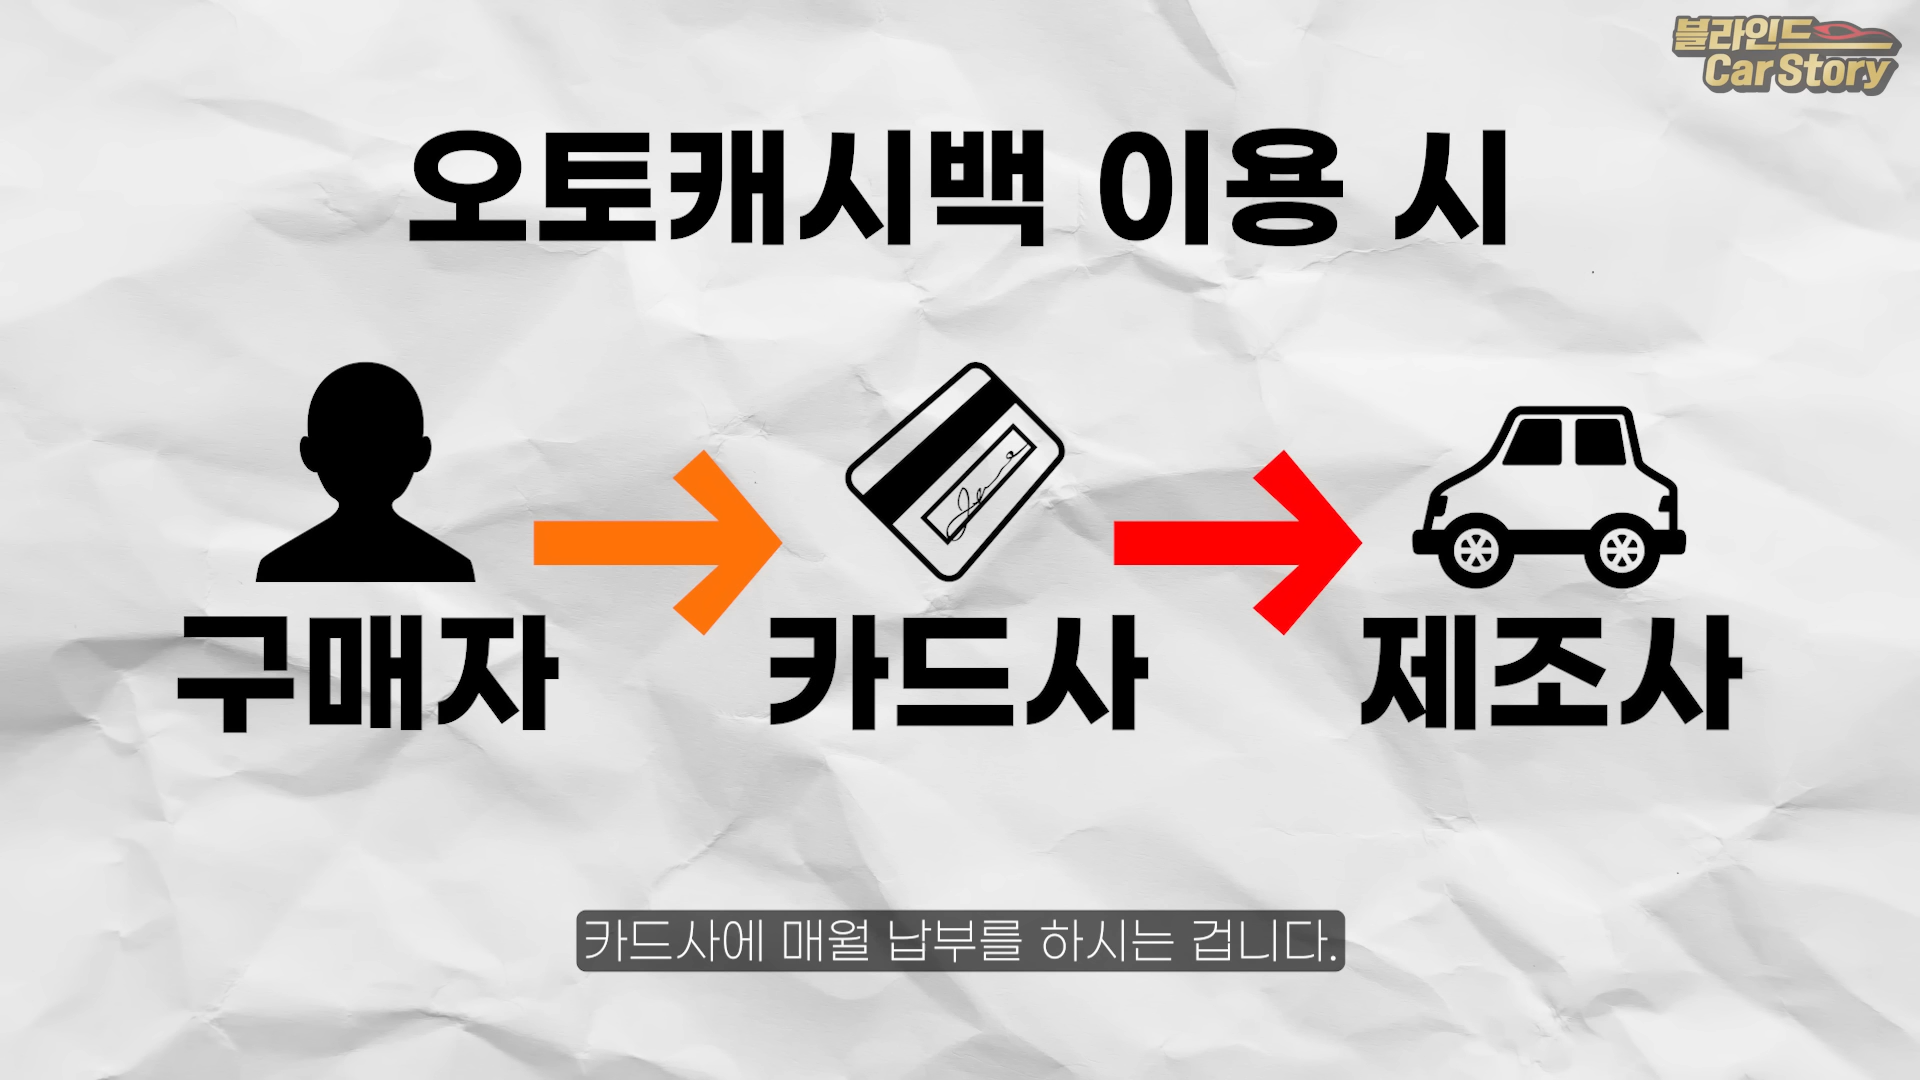 블라인드
Car Story
오토캐시백 이용 시
구매자
카드사
제조사
카드사에 매월 납부를 하시는 겁니다.